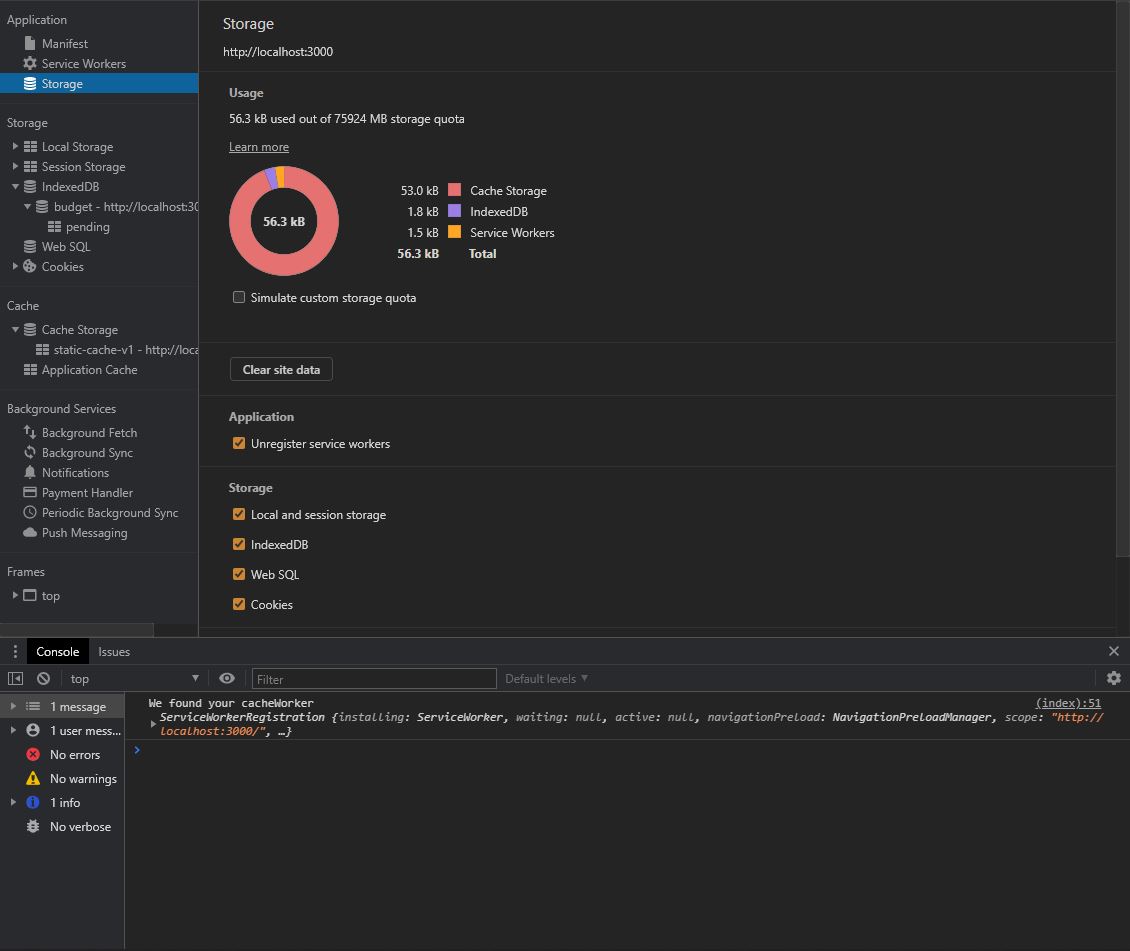 Application
Manifest
Service Workers
Storage
Storage
Local Storage
Session Storage
IndexedDB
budget - http://localhost:30
pending
Web SQL
Cookies
Cache
Cache Storage
static-cache-v1 - http://loca
Application Cache
Background Services
Background Fetch
Background Sync
Notifications
Payment Handler
Periodic Background Sync
Push Messaging
Frames
top
Storage
http://localhost:3000
Usage
56.3 kB used out of 75924 MB storage quota
Learn more
56.3 kB
53.0 kB Cache Storage
1.8 kB IndexedDB
1.5 kB Service Workers
56.3 kB Total
Simulate custom storage quota
Clear site data
Application
Unregister service workers
Storage
Local and session storage
IndexedDB
Web SQL
Cookies
Console Issues
top Filter Default levels
1 message
1 user mess...
No errors
No warnings
1 info
No verbose
We found your cacheWorker (index):51
ServiceWorkerRegistration {installing: ServiceWorker, waiting: null, active: null, navigationPreload: NavigationPreloadManager, scope: "http://
localhost:3000/", …}